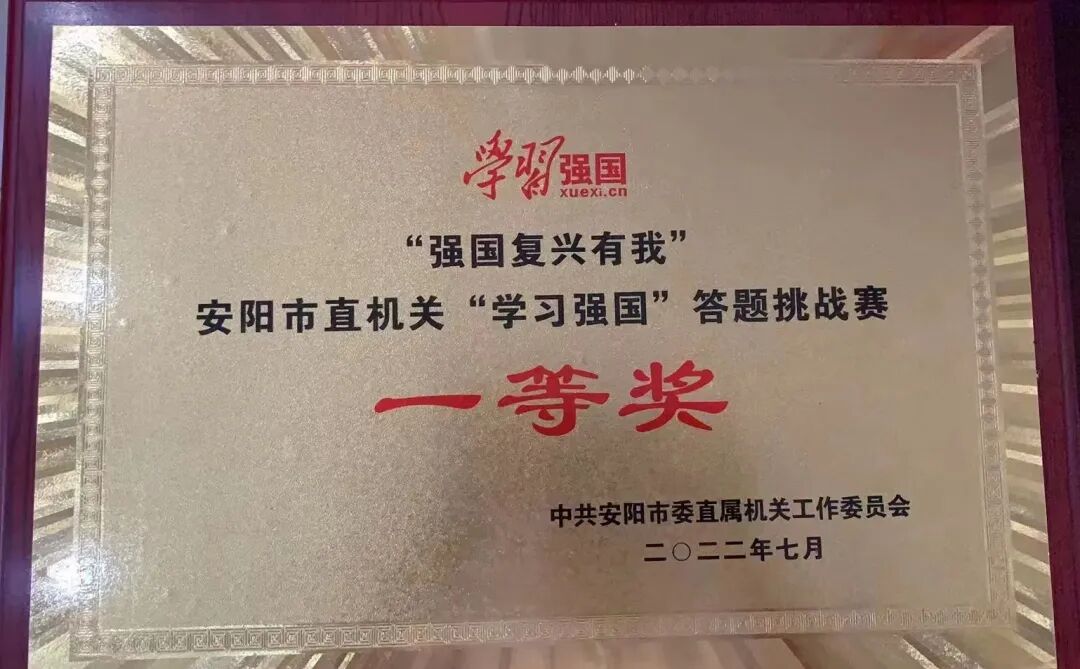 学習强国
xuexi.cn
“强国复兴有我”
安阳市直机关“学习强国”答题挑战赛
一等奖
中共安阳市委直属机关工作委员会
二〇二二年七月